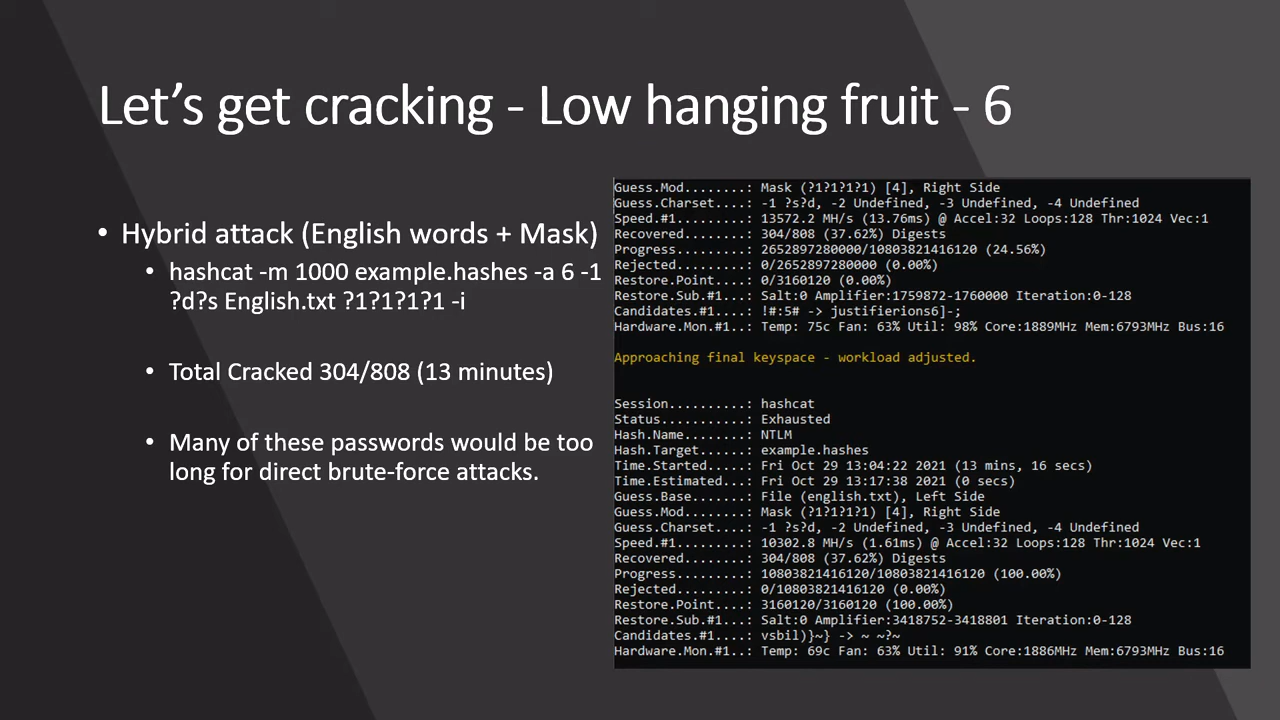 Let's get cracking - Low hanging fruit - 6
• Hybrid attack (English words + Mask)
• hashcat -m 1000 example.hashes -a 6 -1
?d?s English.txt ?1?1?1?1 -i
• Total Cracked 304/808 (13 minutes)
• Many of these passwords would be too
long for direct brute-force attacks.
Guess.Mod........: Mask (?1?1?1?1) [4], Right Side
Guess.Charset....: -1 ?s?d, -2 Undefined, -3 Undefined, -4 Undefined
Speed.#1.........: 13572.2 MH/s (13.76ms) @ Accel:32 Loops:128 Thr:1024 Vec:1
Recovered........: 304/808 (37.62%) Digests
Progress.........: 2652897280000/10803821416120 (24.56%)
Rejected.........: 0/2652897280000 (0.00%)
Restore.Point....: 0/3160120 (0.00%)
Restore.Sub.#1...: Salt:0 Amplifier:1759872-1760000 Iteration:0-128
Candidates.#1....: !#:5# -> justifierions6]-;
Hardware.Mon.#1..: Temp: 75c Fan: 63% Util: 98% Core:1889MHz Mem:6793MHz Bus:16
Approaching final keyspace - workload adjusted.
Session..........: hashcat
Status...........: Exhausted
Hash.Name........: NTLM
Hash.Target......: example.hashes
Time.Started.....: Fri Oct 29 13:04:22 2021 (13 mins, 16 secs)
Time.Estimated...: Fri Oct 29 13:17:38 2021 (0 secs)
Guess.Base.......: File (english.txt), Left Side
Guess.Mod........: Mask (?1?1?1?1) [4], Right Side
Guess.Charset....: -1 ?s?d, -2 Undefined, -3 Undefined, -4 Undefined
Speed.#1.........: 10302.8 MH/s (1.61ms) @ Accel:32 Loops:128 Thr:1024 Vec:1
Recovered........: 304/808 (37.62%) Digests
Progress.........: 10803821416120/10803821416120 (100.00%)
Rejected.........: 0/10803821416120 (0.00%)
Restore.Point....: 3160120/3160120 (100.00%)
Restore.Sub.#1...: Salt:0 Amplifier:3418752-3418801 Iteration:0-128
Candidates.#1....: vsbil)}~} -> ~ ~?~
Hardware.Mon.#1..: Temp: 69c Fan: 63% Util: 91% Core:1886MHz Mem:6793MHz Bus:16